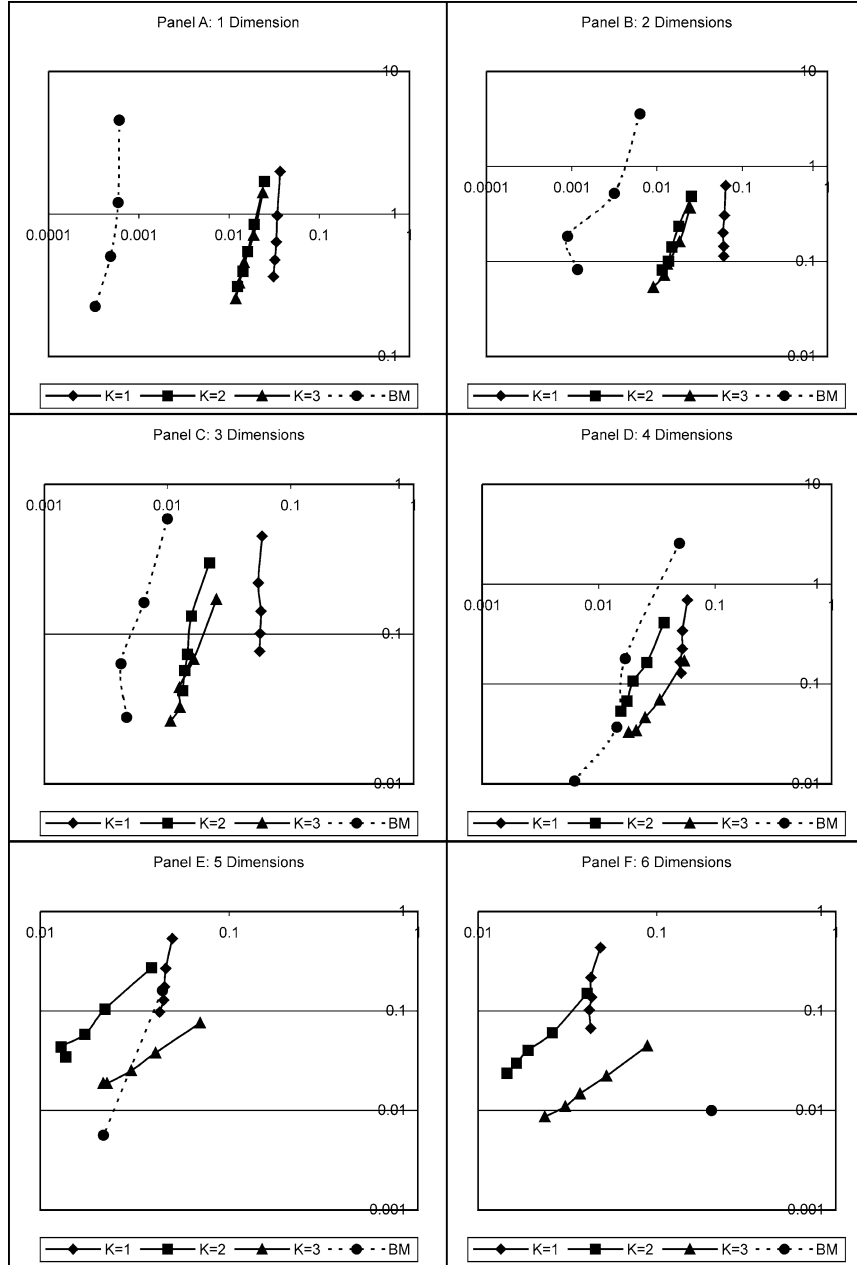 Panel A: 1 Dimension
10
1
0.0001 0.001 0.01 0.1 1
0.1
K=1 K=2 K=3 BM
Panel B: 2 Dimensions
10
1
0.0001 0.001 0.01 0.1 1
0.1
0.01
K=1 K=2 K=3 BM
Panel C: 3 Dimensions
1
0.001 0.01 0.1 1
0.1
0.01
K=1 K=2 K=3 BM
Panel D: 4 Dimensions
10
1
0.001 0.01 0.1 1
0.1
0.01
K=1 K=2 K=3 BM
Panel E: 5 Dimensions
1
0.01 0.1 1
0.1
0.01
0.001
K=1 K=2 K=3 BM
Panel F: 6 Dimensions
1
0.01 0.1 1
0.1
0.01
0.001
K=1 K=2 K=3 BM